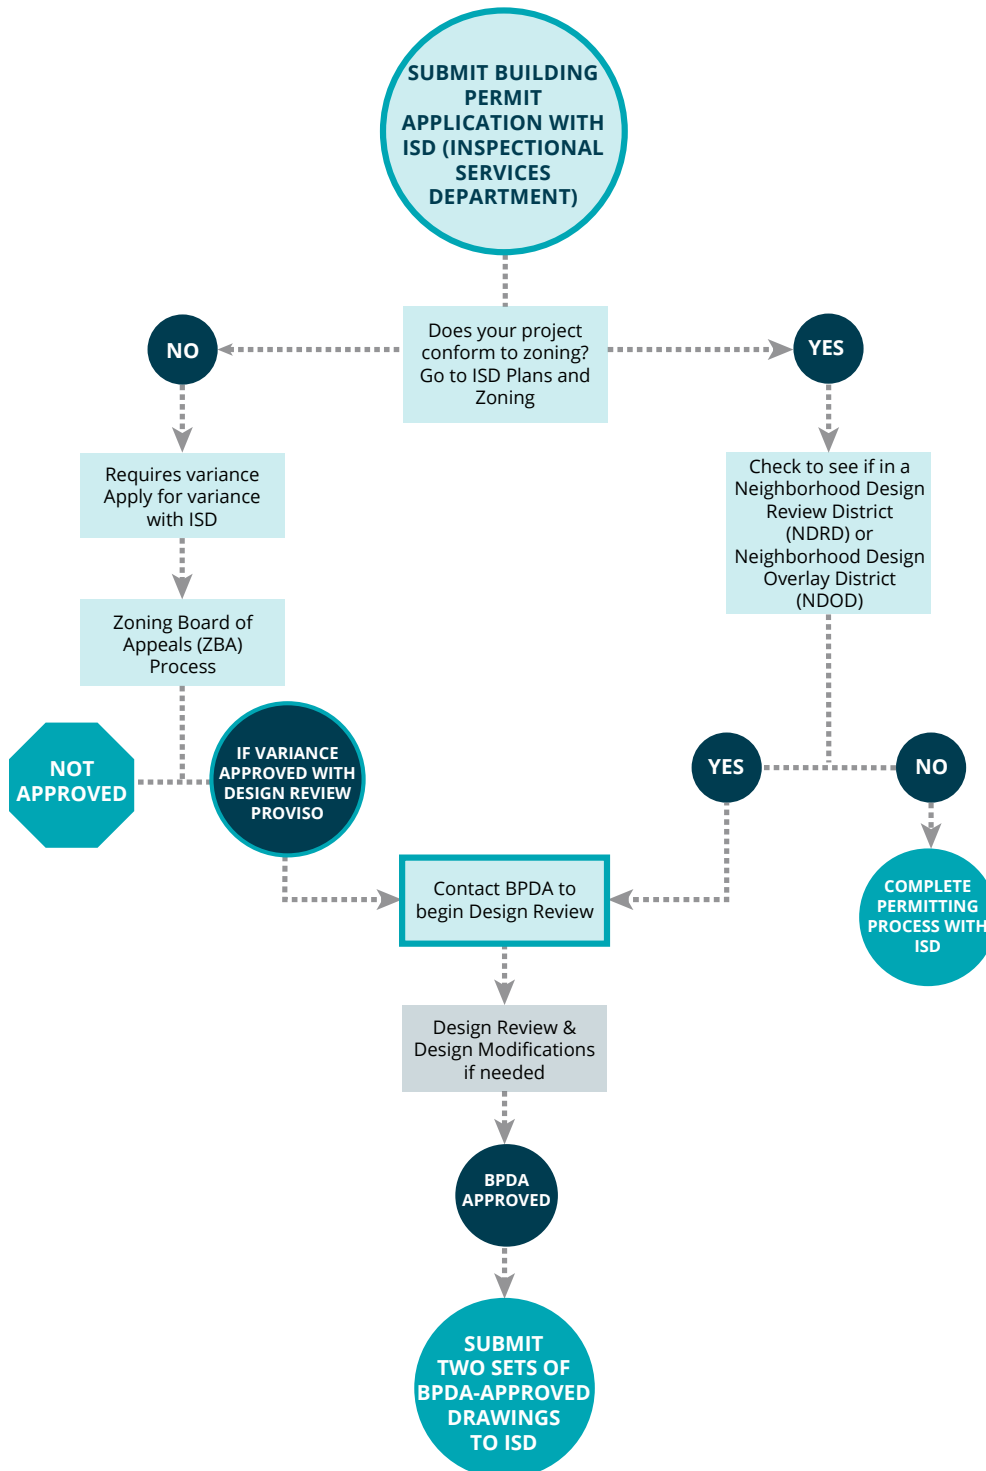 SUBMIT BUILDING
PERMIT
APPLICATION WITH
ISD (INSPECTIONAL
SERVICES
DEPARTMENT)
NO
Does your project
conform to zoning?
Go to ISD Plans and
Zoning
YES
Requires variance
Apply for variance
with ISD
Check to see if in a
Neighborhood Design
Review District
(NDRD) or
Neighborhood Design
Overlay District
(NDOD)
Zoning Board of
Appeals (ZBA)
Process
NOT
APPROVED
IF VARIANCE
APPROVED WITH
DESIGN REVIEW
PROVISO
YES
NO
Contact BPDA to
begin Design Review
COMPLETE
PERMITTING
PROCESS WITH
ISD
Design Review &
Design Modifications
if needed
BPDA
APPROVED
SUBMIT
TWO SETS OF
BPDA-APPROVED
DRAWINGS
TO ISD